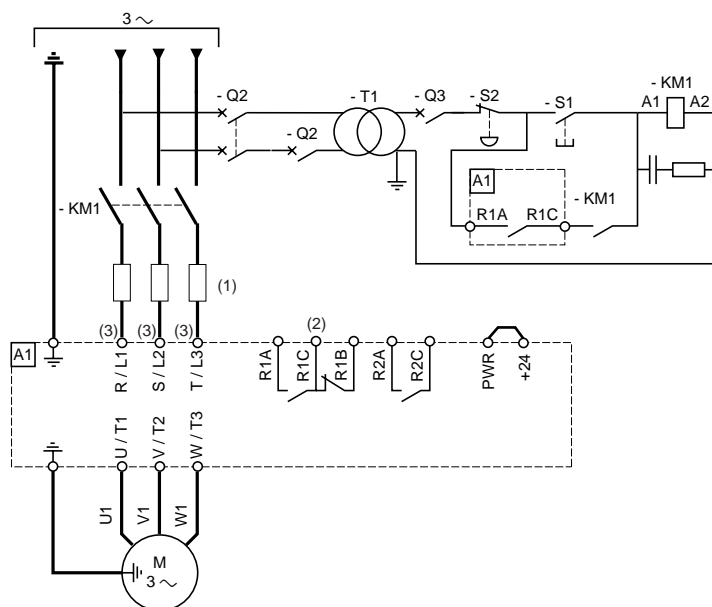 3 ~
- Q2
- T1
- Q3
- S2
- S1
- KM1
A1
A2
- Q2
A1
R1A
R1C
- KM1
- KM1
(1)
(3)
(3)
(3)
(2)
A1
R / L1
S / L2
T / L3
R1A
R1C
R1B
R2A
R2C
PWR
+24
U / T1
V / T2
W / T3
U1
V1
W1
M
3 ~